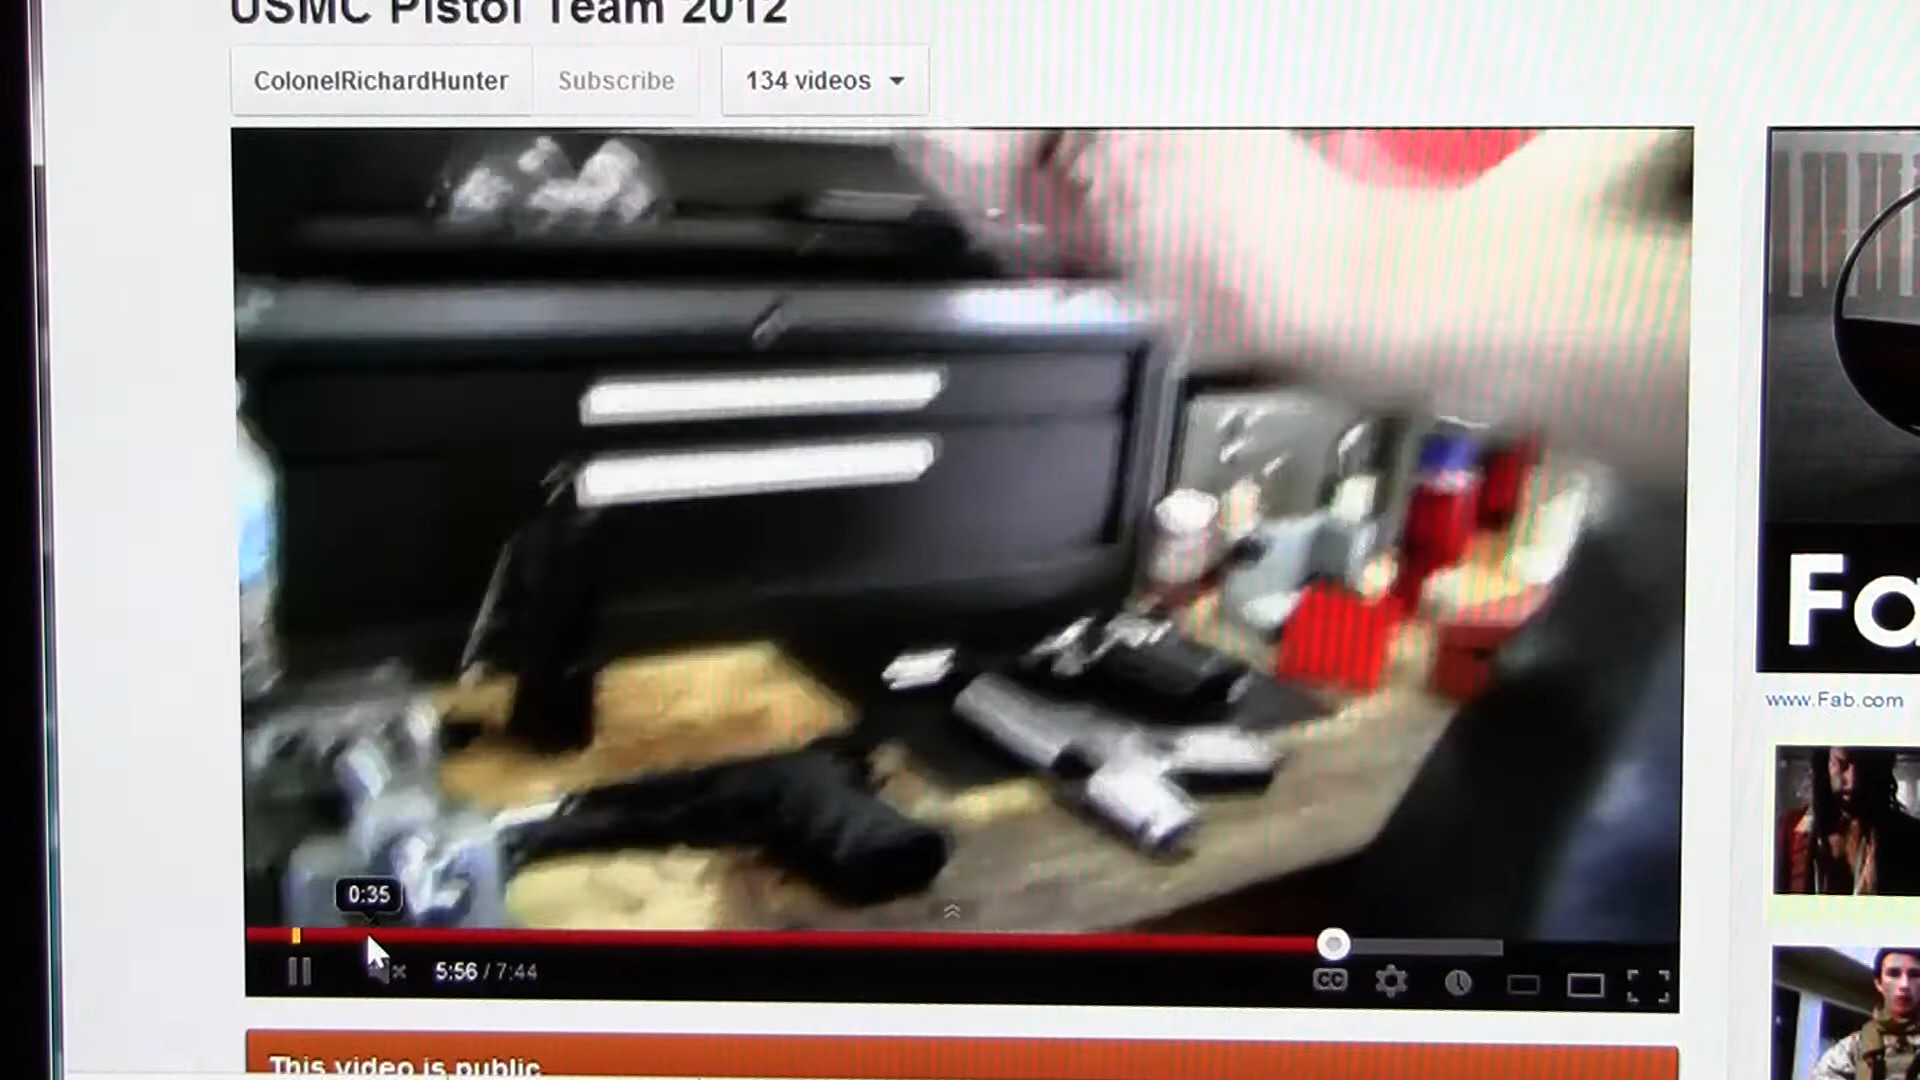 USMC Pistol Team 2012
ColonelRichardHunter Subscribe 134 videos
Fa
www.Fab.com
0:35
5:56 / 7:44
CC
This video is public